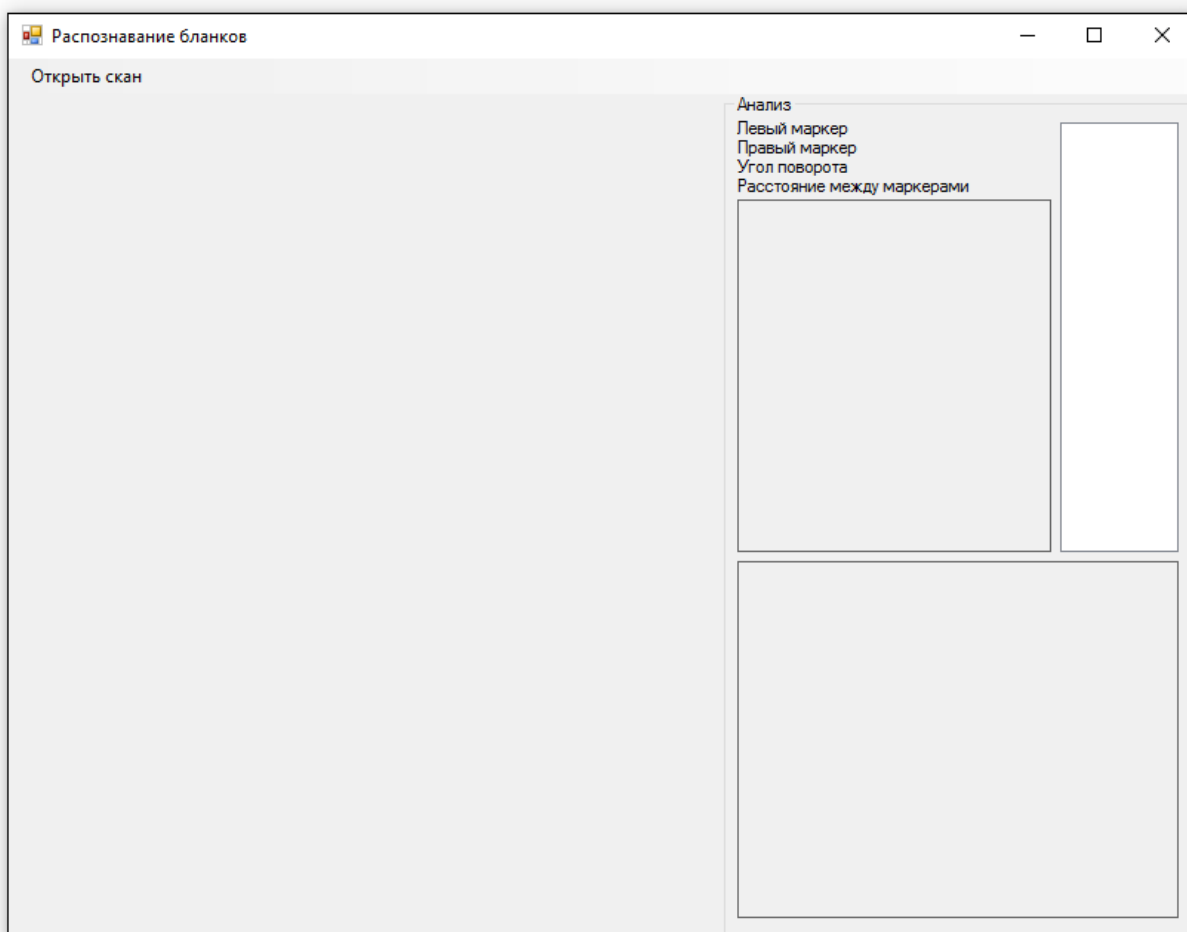 Распознавание бланков
Открыть скан
Анализ
Левый маркер
Правый маркер
Угол поворота
Расстояние между маркерами